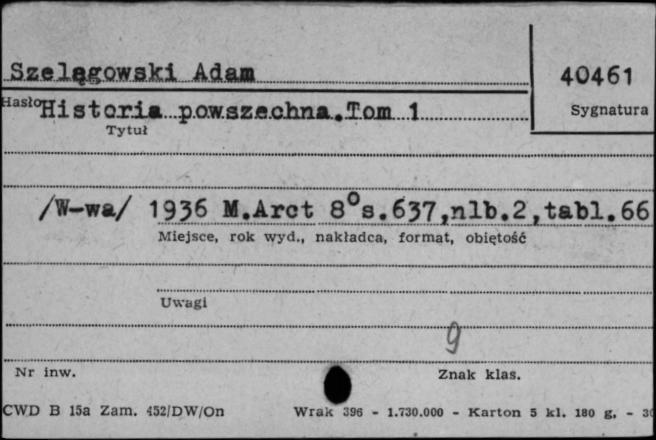 Szelągowski Adam
40461
Hasło
Historia powszechna.Tom 1
Sygnatura
Tytuł
/W-wa/ 1936 M.Arct 8° s.637,nlb.2,tabl.66
Miejsce, rok wyd., nakładca, format, objętość
Uwagi
9
Nr inw.
Znak klas.
CWD B 15a Zam. 452/DW/On
Wrak 396 - 1.730.000 - Karton 5 kl. 180 g. - 30